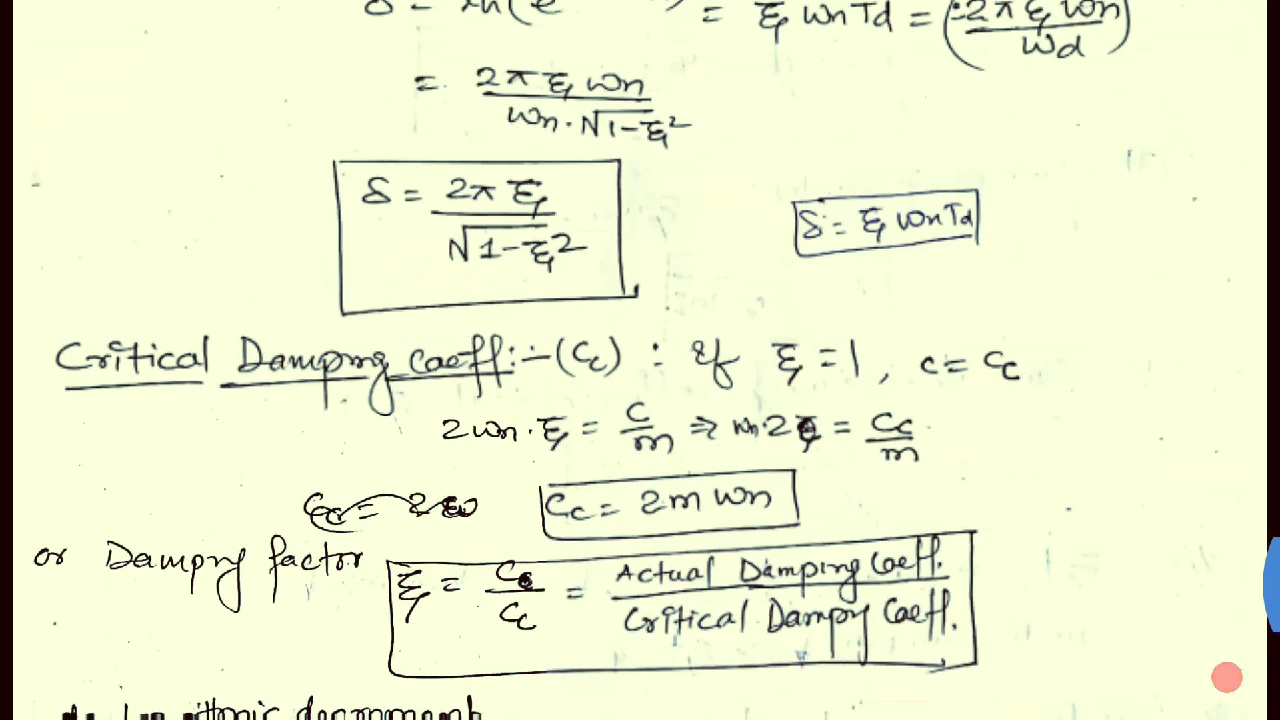 = ξ ωn Td = (2π ξ ωn / ωd)
= 2π ξ ωn / ωn · √1-ξ²
δ = 2π ξ / √1-ξ²
δ = ξ ωn Td
Critical Damping Coeff:- (Cc) : If ξ = 1, c = Cc
2ωn · ξ = c/m ⇒ ωn · 2ξ = Cc/m
Cc = 2m ωn
or Damping factor ξ = C/Cc = Actual Damping Coeff. / Critical Damping Coeff.